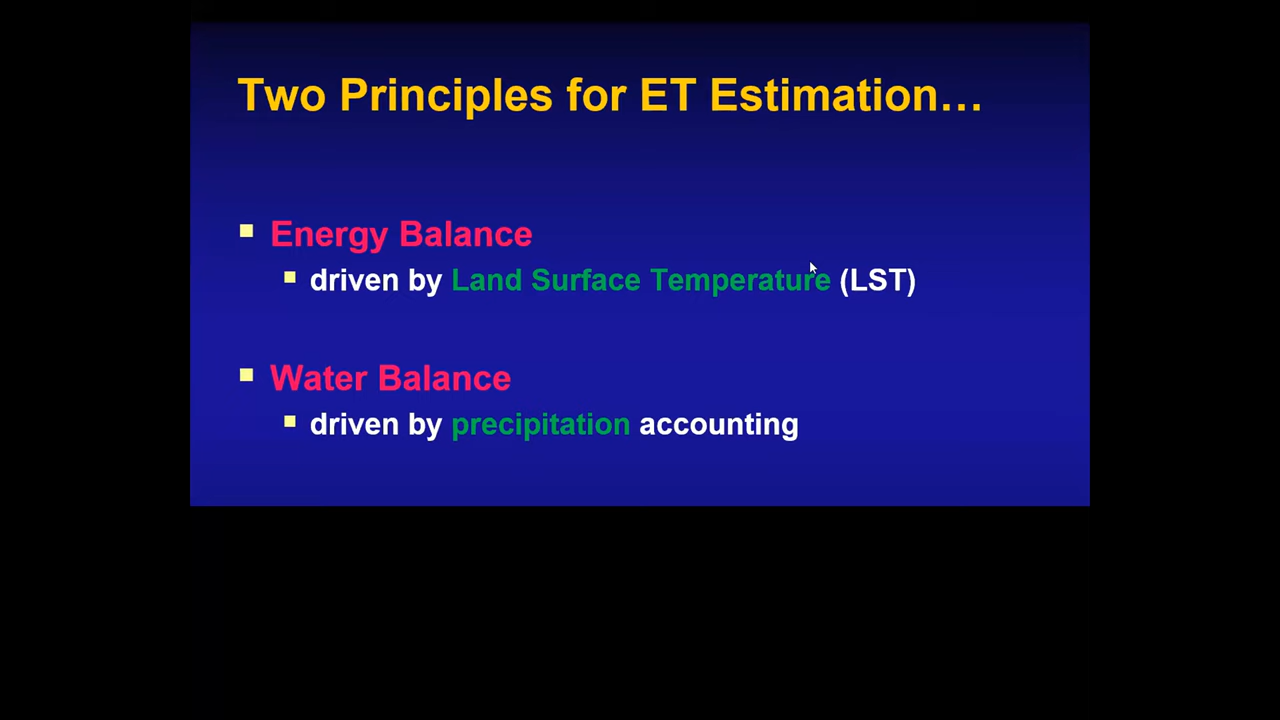 Two Principles for ET Estimation…
Energy Balance
driven by Land Surface Temperature (LST)
Water Balance
driven by precipitation accounting